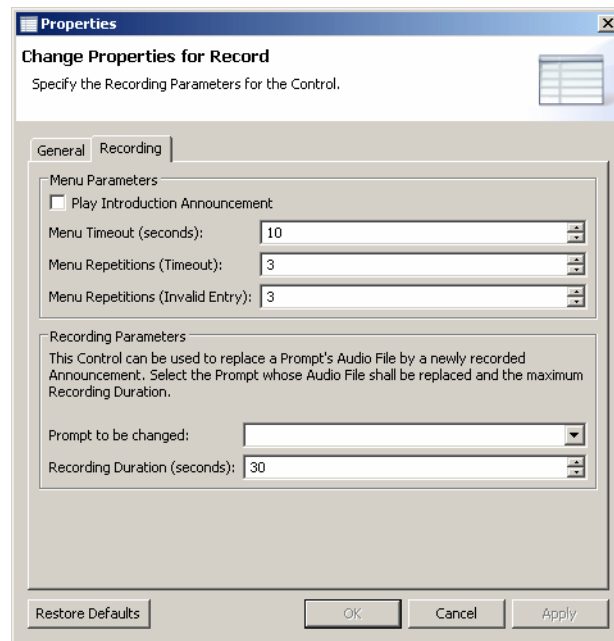 Properties
Change Properties for Record
Specify the Recording Parameters for the Control.
General
Recording
Menu Parameters
Play Introduction Announcement
Menu Timeout (seconds):
10
Menu Repetitions (Timeout):
3
Menu Repetitions (Invalid Entry):
3
Recording Parameters
This Control can be used to replace a Prompt's Audio File by a newly recorded
Announcement. Select the Prompt whose Audio File shall be replaced and the maximum
Recording Duration.
Prompt to be changed:
Recording Duration (seconds):
30
Restore Defaults
OK
Cancel
Apply